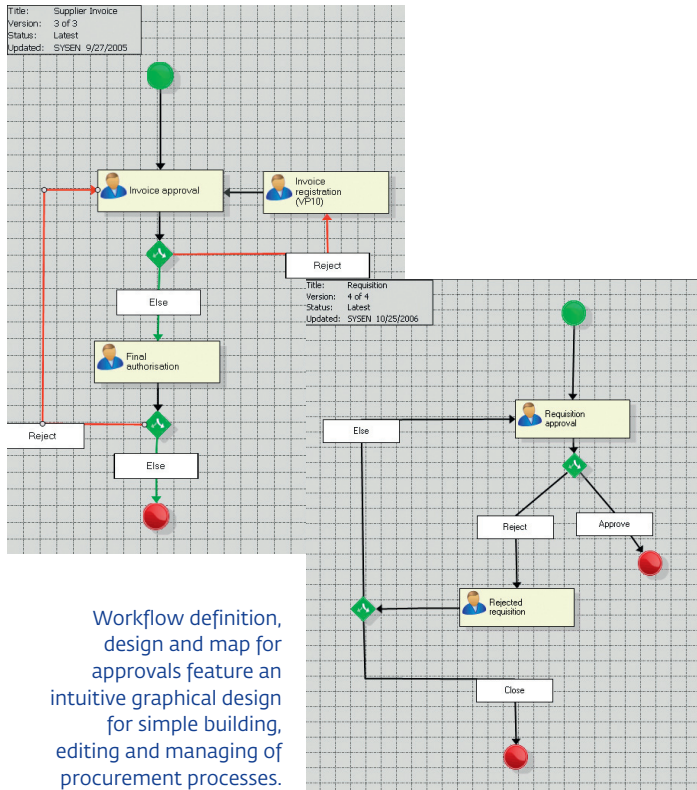 Title: Supplier Invoice
Version: 3 of 3
Status: Latest
Updated: SYSEN 9/27/2005
Invoice approval
Invoice
registration
(VP10)
Reject
Else
Final
authorisation
Reject
Else
Title: Requisition
Version: 4 of 4
Status: Latest
Updated: SYSEN 10/25/2006
Requisition
approval
Else
Reject
Approve
Rejected
requisition
Close
Workflow definition,
design and map for
approvals feature an
intuitive graphical design
for simple building,
editing and managing of
procurement processes.